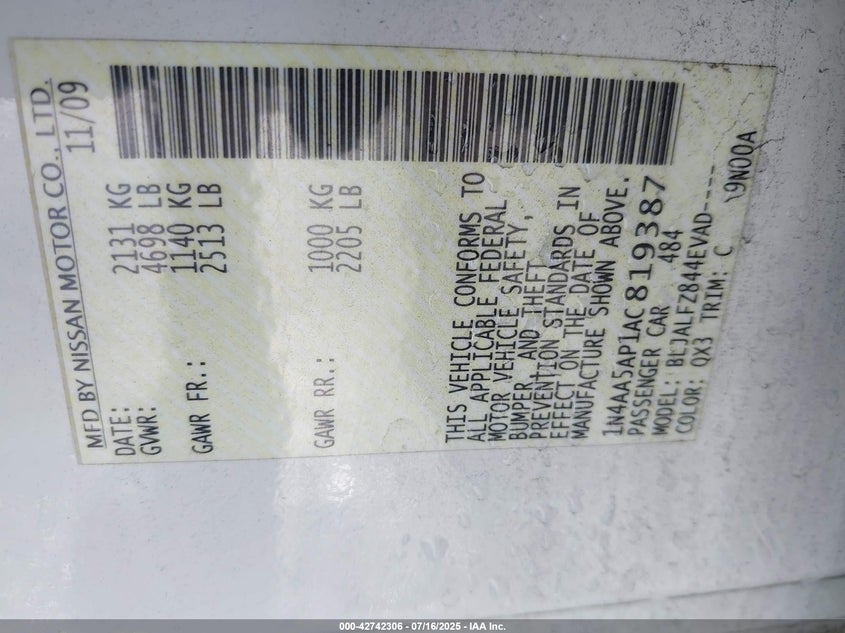 MFD BY NISSAN MOTOR CO., LTD.
DATE: 11/09
GVWR: 2131 KG
4698 LB
GAWR FR.: 1140 KG
2513 LB
GAWR RR.: 1000 KG
2205 LB
THIS VEHICLE CONFORMS TO
ALL APPLICABLE FEDERAL
MOTOR VEHICLE SAFETY,
BUMPER, AND THEFT
PREVENTION STANDARDS IN
EFFECT ON THE DATE OF
MANUFACTURE SHOWN ABOVE.
1N4AA5AP1AC819387
PASSENGER CAR 484
MODEL: BLJALFZ844EVAD-----
COLOR: QX3 TRIM: C 9N00A
000-42742306 - 07/16/2025 - IAA Inc.